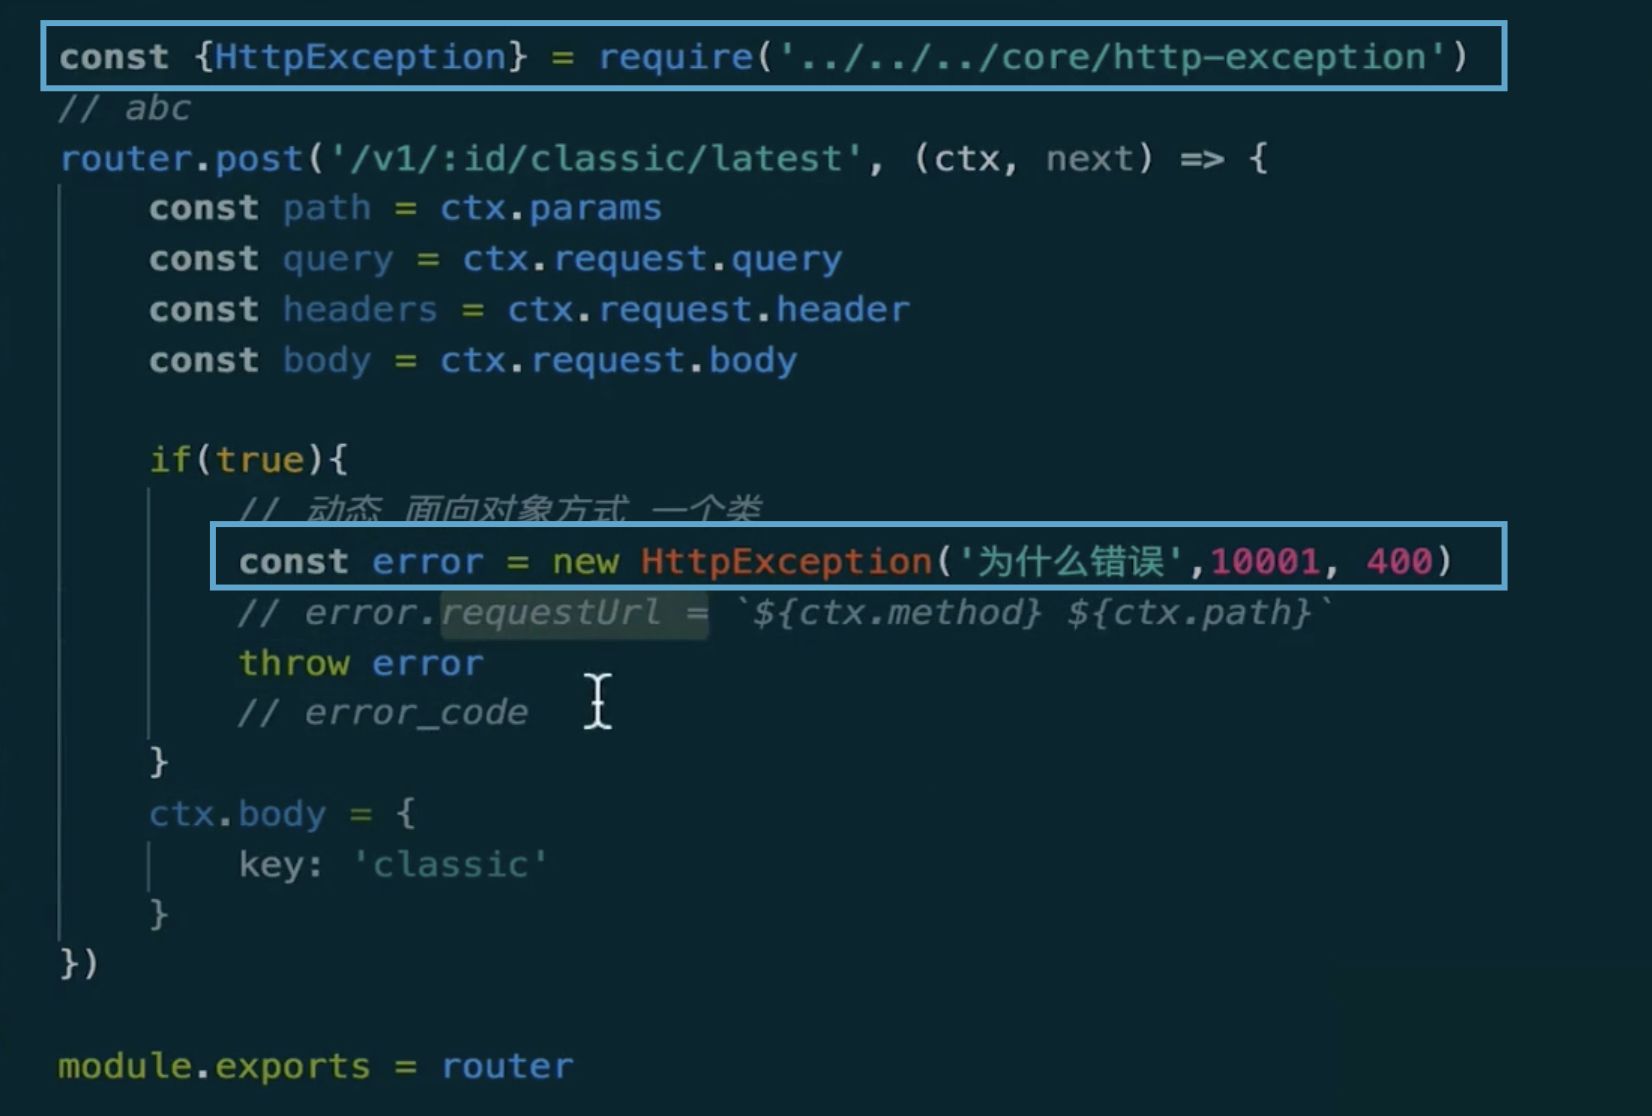 const {HttpException} = require('../../../core/http-exception')
// abc
router.post('/v1/:id/classic/latest', (ctx, next) => {
    const path = ctx.params
    const query = ctx.request.query
    const headers = ctx.request.header
    const body = ctx.request.body
    if(true){
        // 动态 面向对象方式 一个类
        const error = new HttpException('为什么错误',10001, 400)
        // error.requestUrl = `${ctx.method} ${ctx.path}`
        throw error
        // error_code
    }
    ctx.body = {
        key: 'classic'
    }
})
module.exports = router